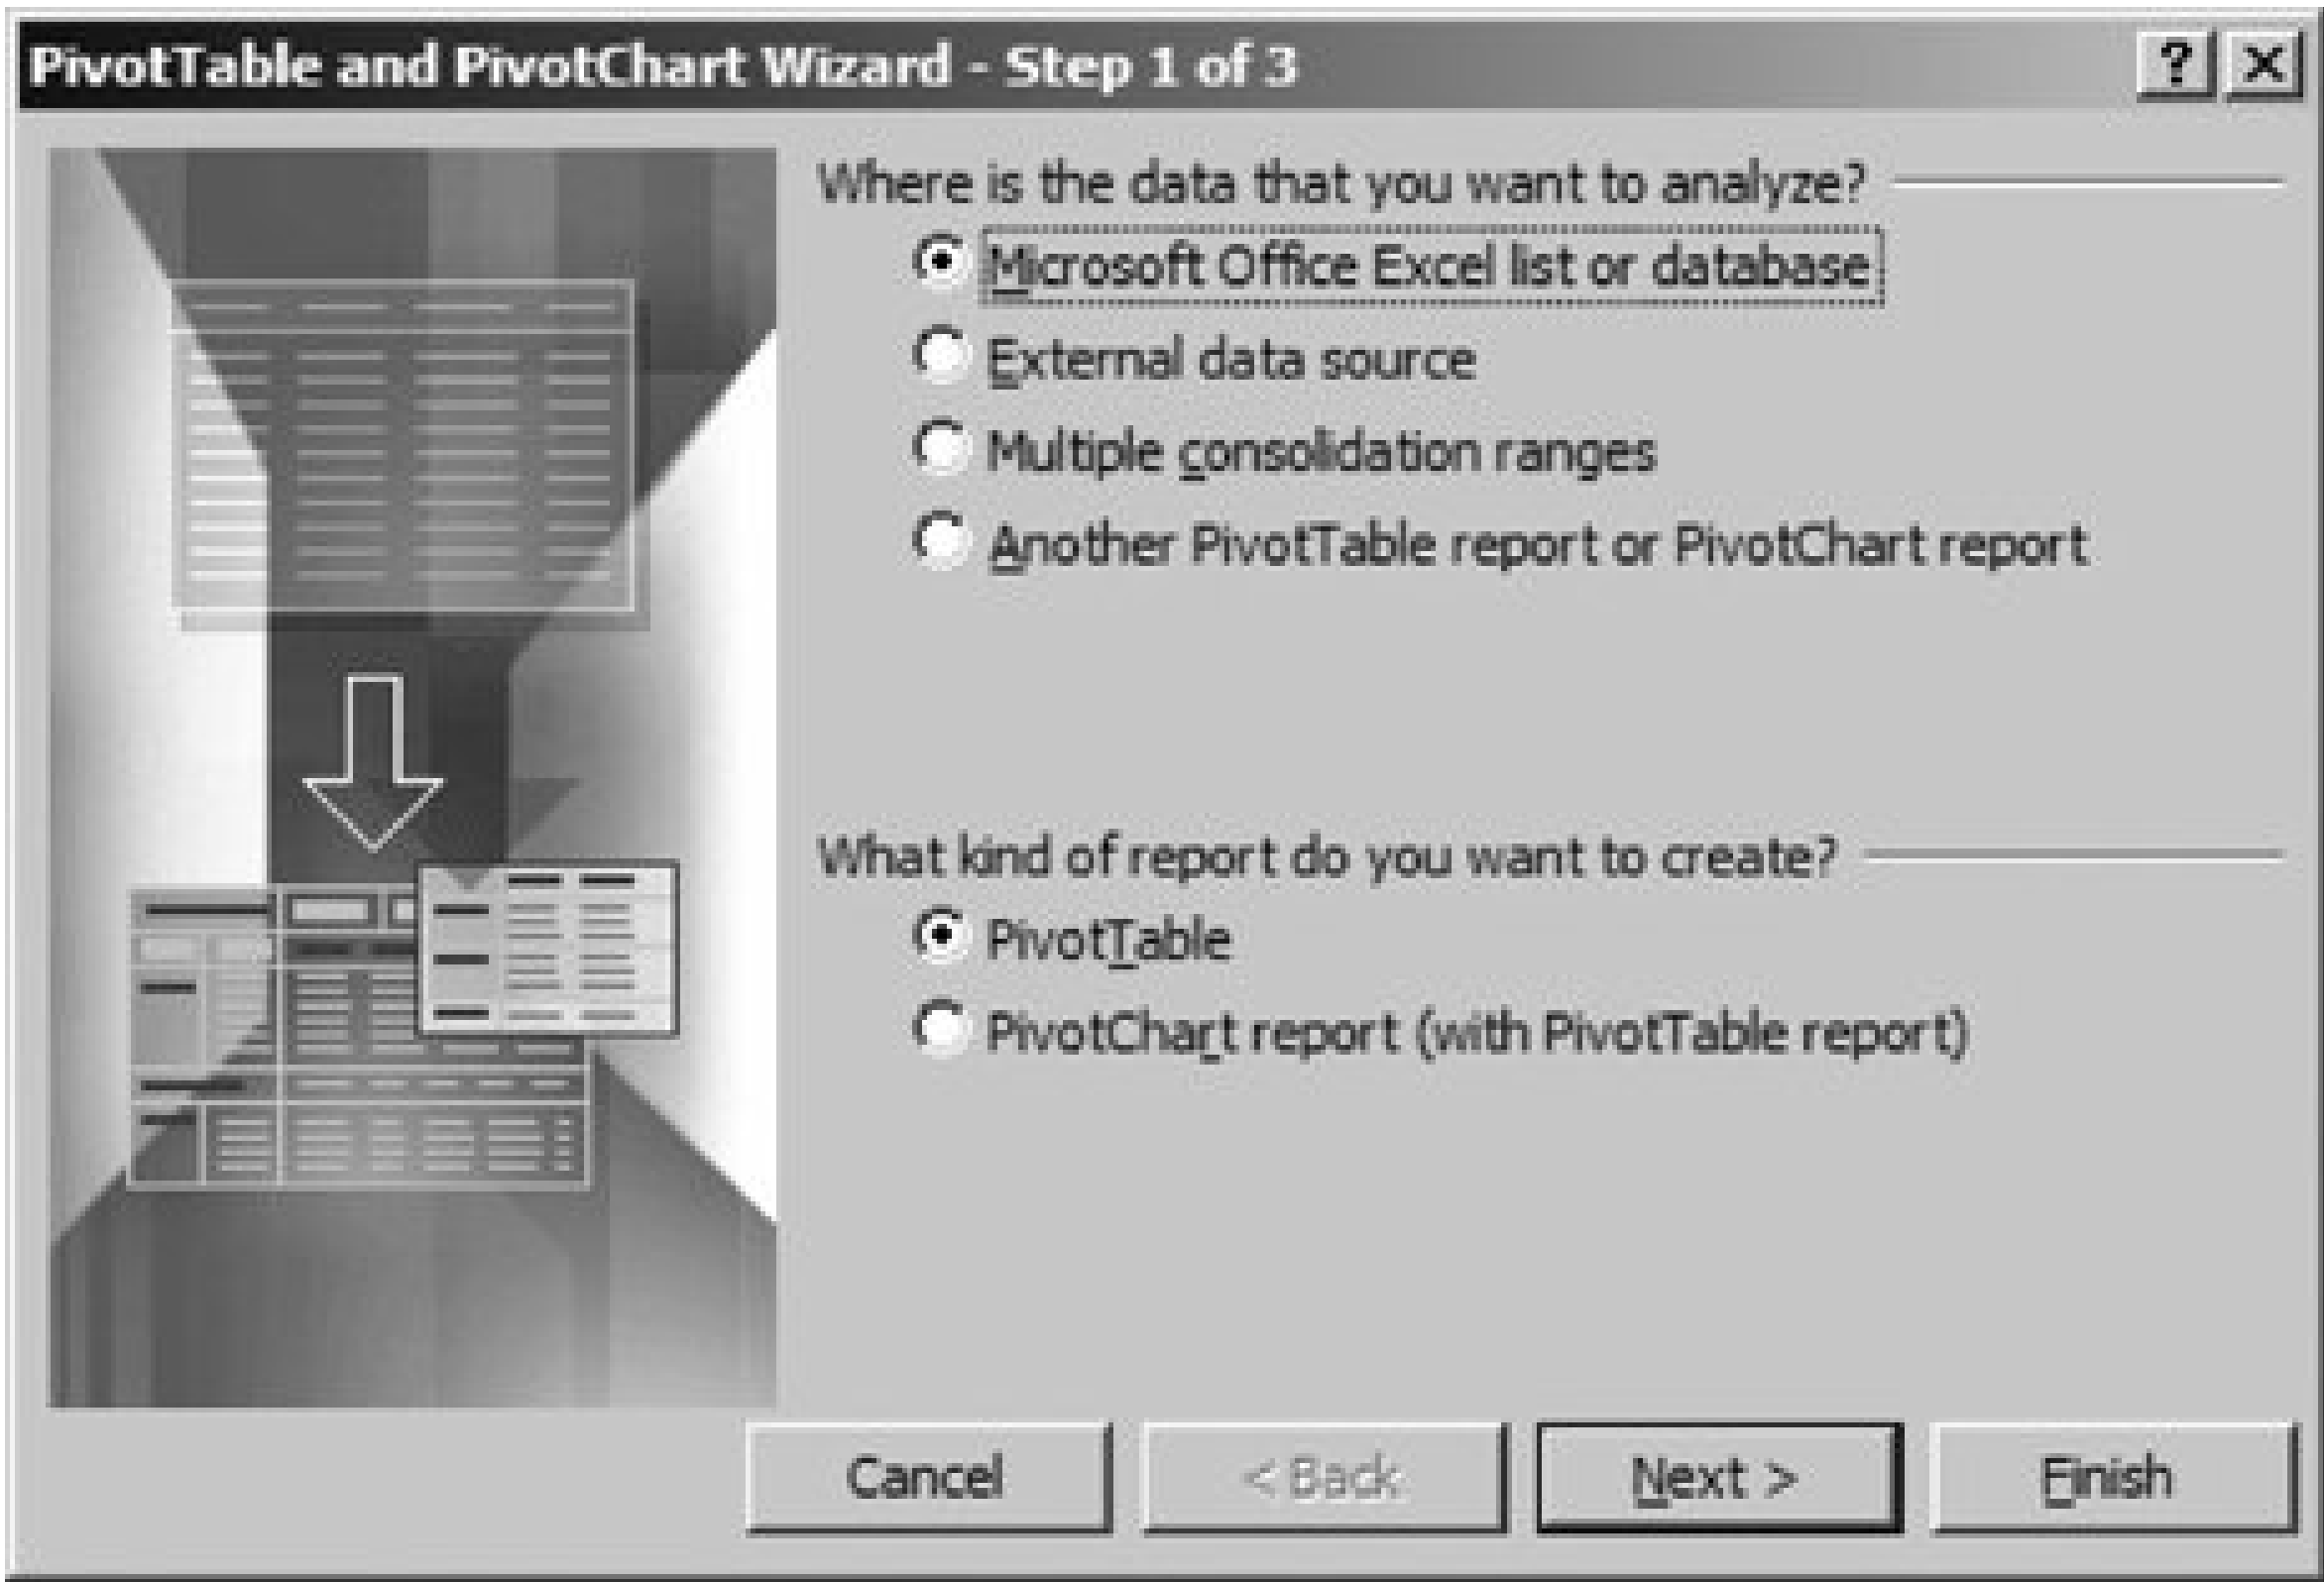 PivotTable and PivotChart Wizard - Step 1 of 3
Where is the data that you want to analyze?
Microsoft Office Excel list or database
External data source
Multiple consolidation ranges
Another PivotTable report or PivotChart report
What kind of report do you want to create?
PivotTable
PivotChart report (with PivotTable report)
Cancel < Back Next > Finish